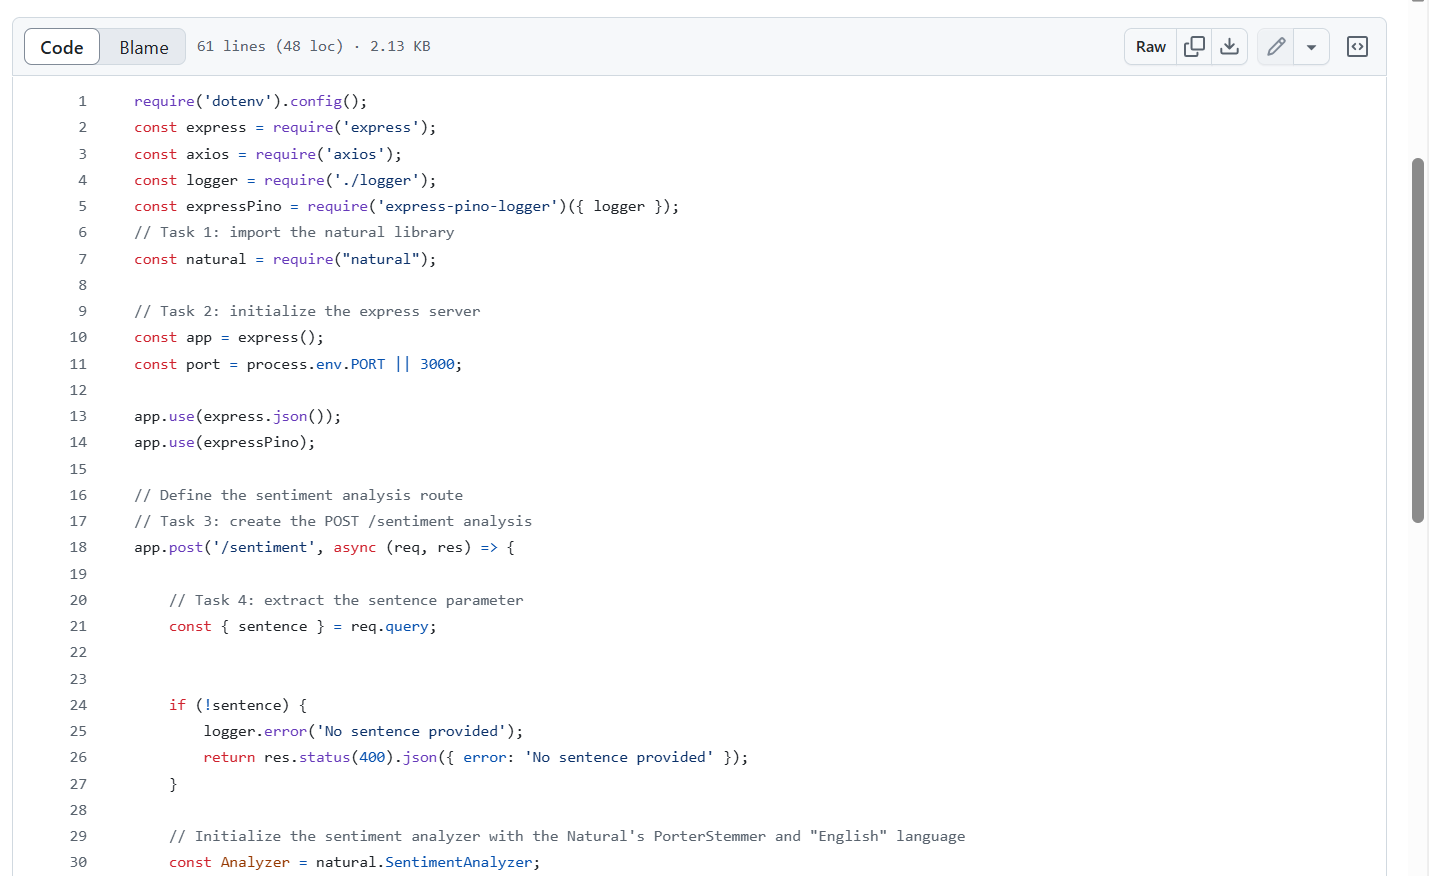 Code Blame 61 lines (48 loc) · 2.13 KB Raw
1 require('dotenv').config();
2 const express = require('express');
3 const axios = require('axios');
4 const logger = require('./logger');
5 const expressPino = require('express-pino-logger')({ logger });
6 // Task 1: import the natural library
7 const natural = require("natural");
8
9 // Task 2: initialize the express server
10 const app = express();
11 const port = process.env.PORT || 3000;
12
13 app.use(express.json());
14 app.use(expressPino);
15
16 // Define the sentiment analysis route
17 // Task 3: create the POST /sentiment analysis
18 app.post('/sentiment', async (req, res) => {
19
20     // Task 4: extract the sentence parameter
21     const { sentence } = req.query;
22
23
24     if (!sentence) {
25         logger.error('No sentence provided');
26         return res.status(400).json({ error: 'No sentence provided' });
27     }
28
29     // Initialize the sentiment analyzer with the Natural's PorterStemmer and "English" language
30     const Analyzer = natural.SentimentAnalyzer;